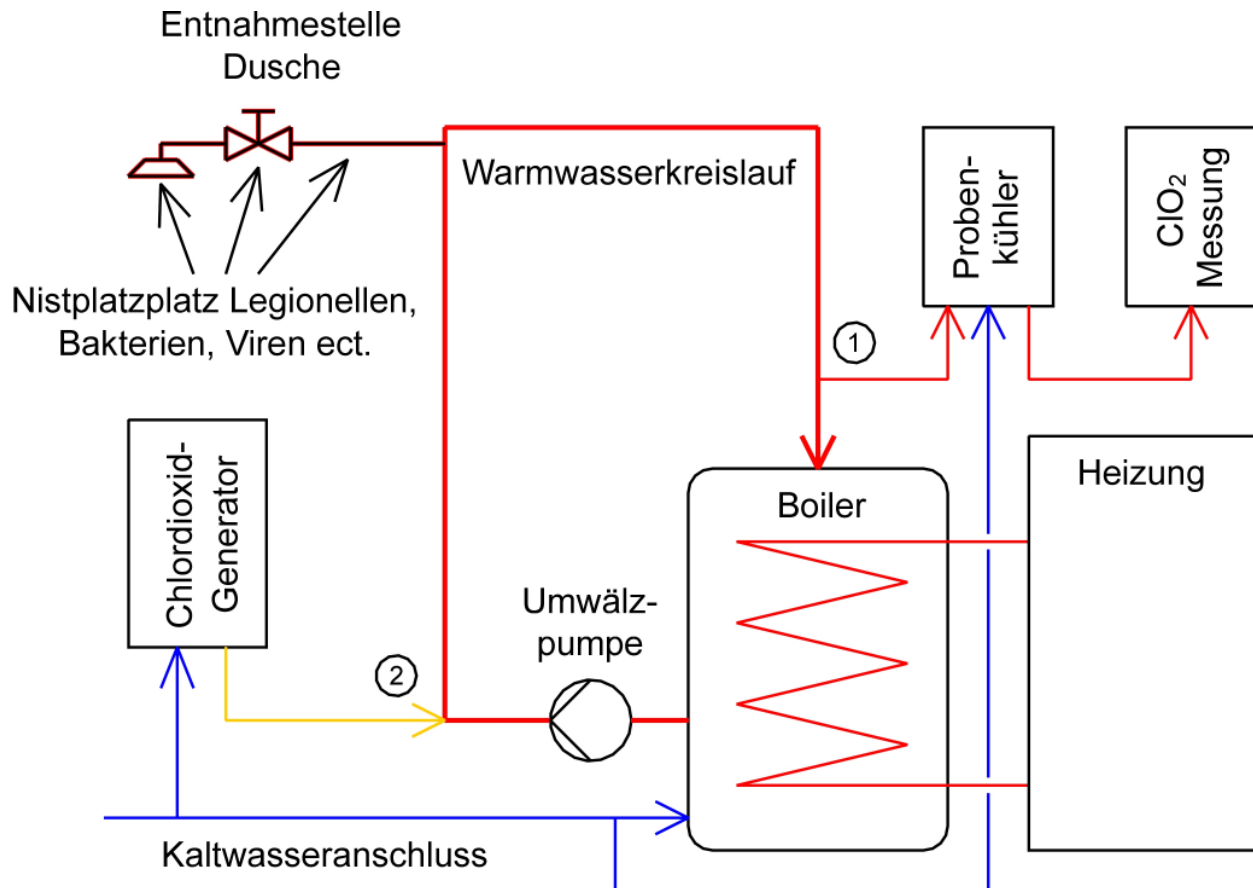 Entnahmestelle
Dusche
Warmwasserkreislauf
Proben-
kühler
ClO₂
Messung
Nistplatzplatz Legionellen,
Bakterien, Viren ect.
1
Chlordioxid-
Generator
Heizung
Boiler
Umwälz-
pumpe
2
Kaltwasseranschluss